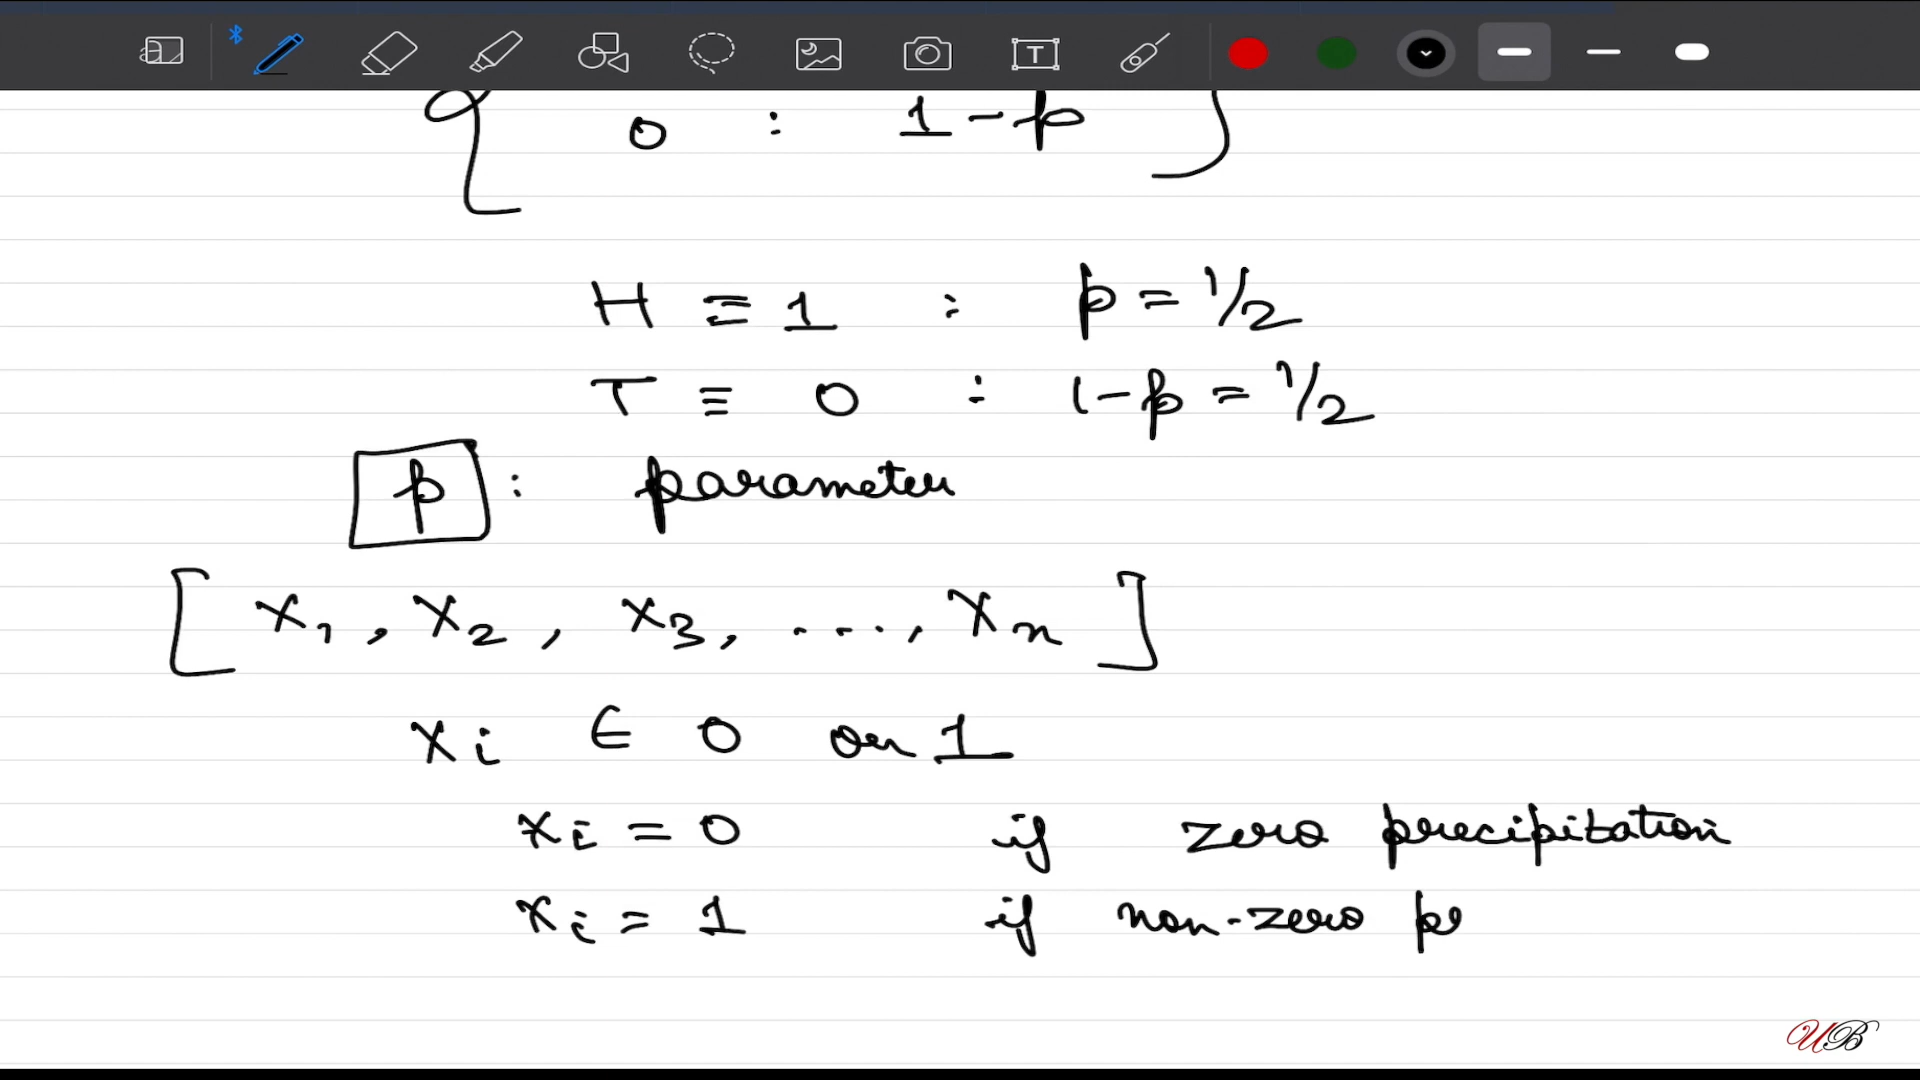 0 : 1-p
H ≡ 1 : p = 1/2
T ≡ 0 : 1-p = 1/2
p : parameter
[ x₁, x₂, x₃, ...., xₙ ]
xᵢ ∈ 0 or 1
xᵢ = 0 if zero precipitation
xᵢ = 1 if non-zero pr
UB